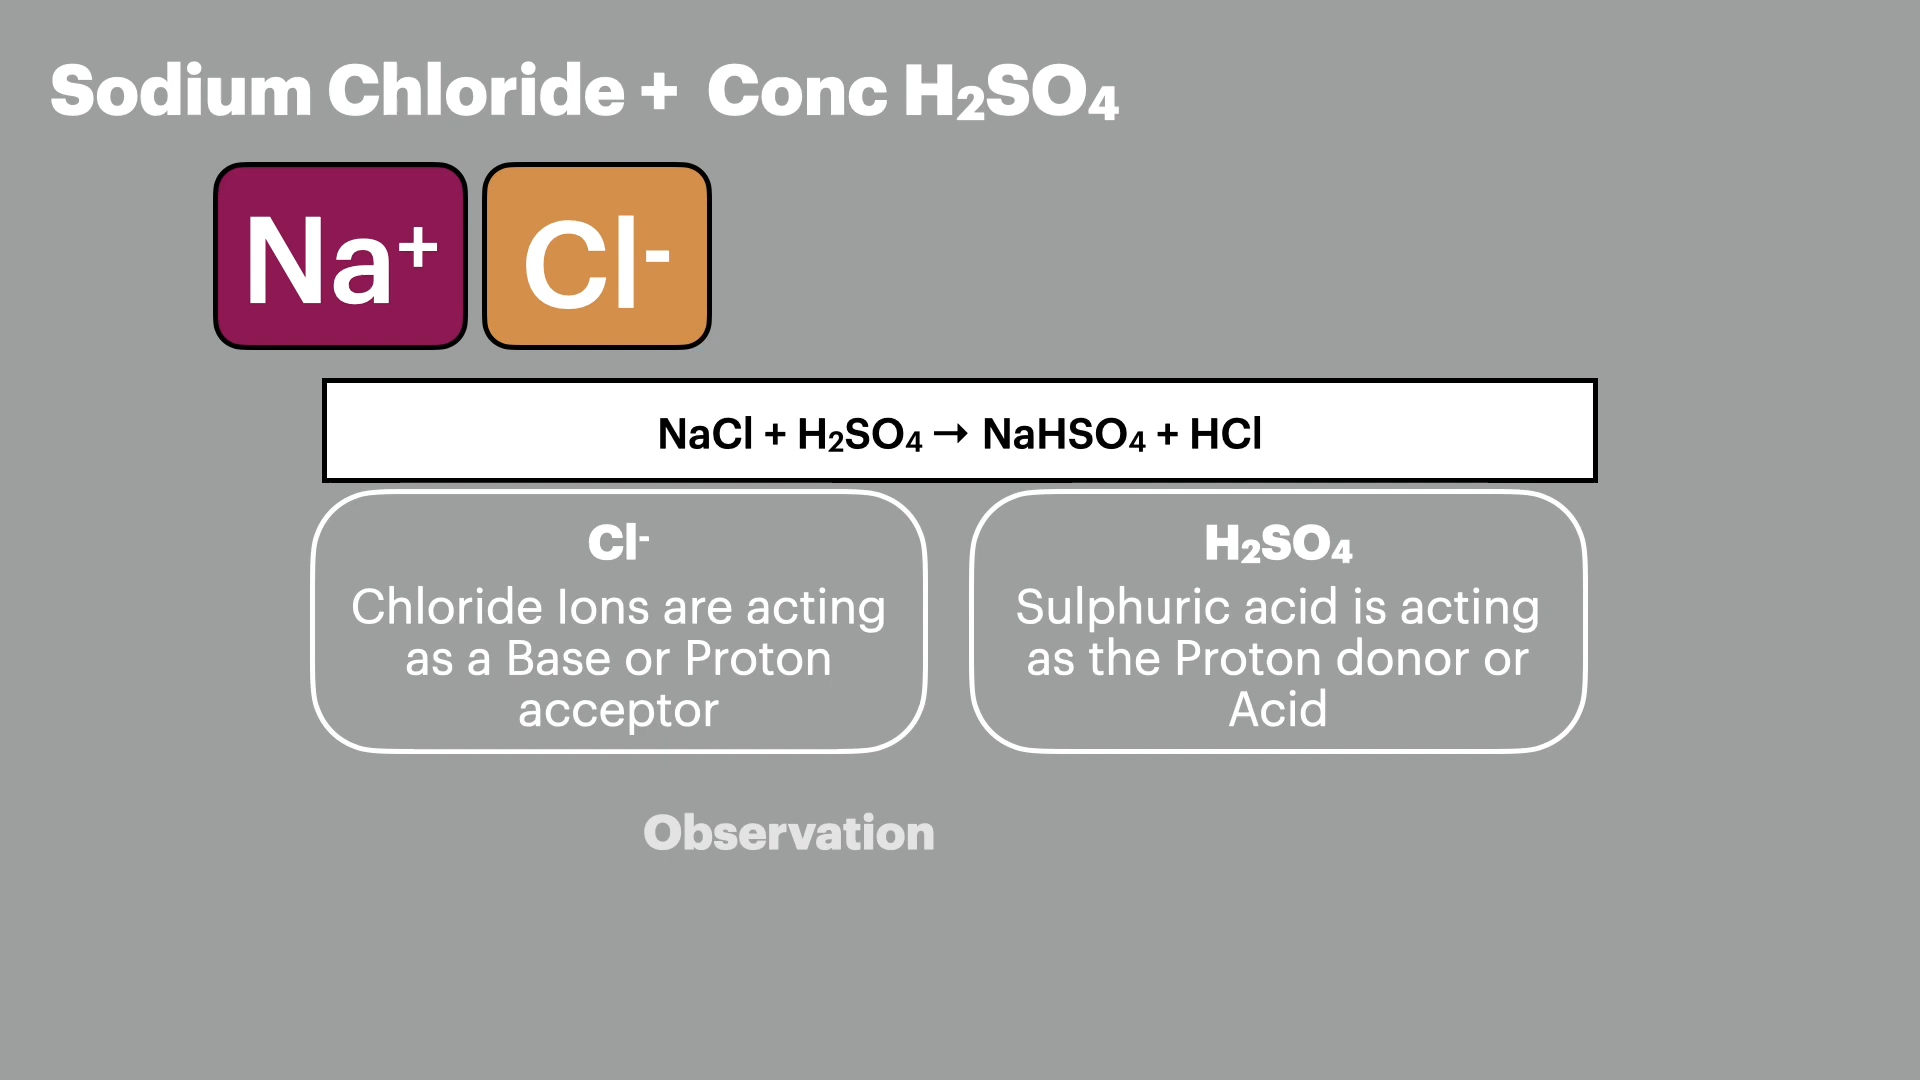 Sodium Chloride + Conc H₂SO₄
Na⁺ Cl⁻
NaCl + H₂SO₄ → NaHSO₄ + HCl
Cl⁻
Chloride Ions are acting
as a Base or Proton
acceptor
H₂SO₄
Sulphuric acid is acting
as the Proton donor or
Acid
Observation